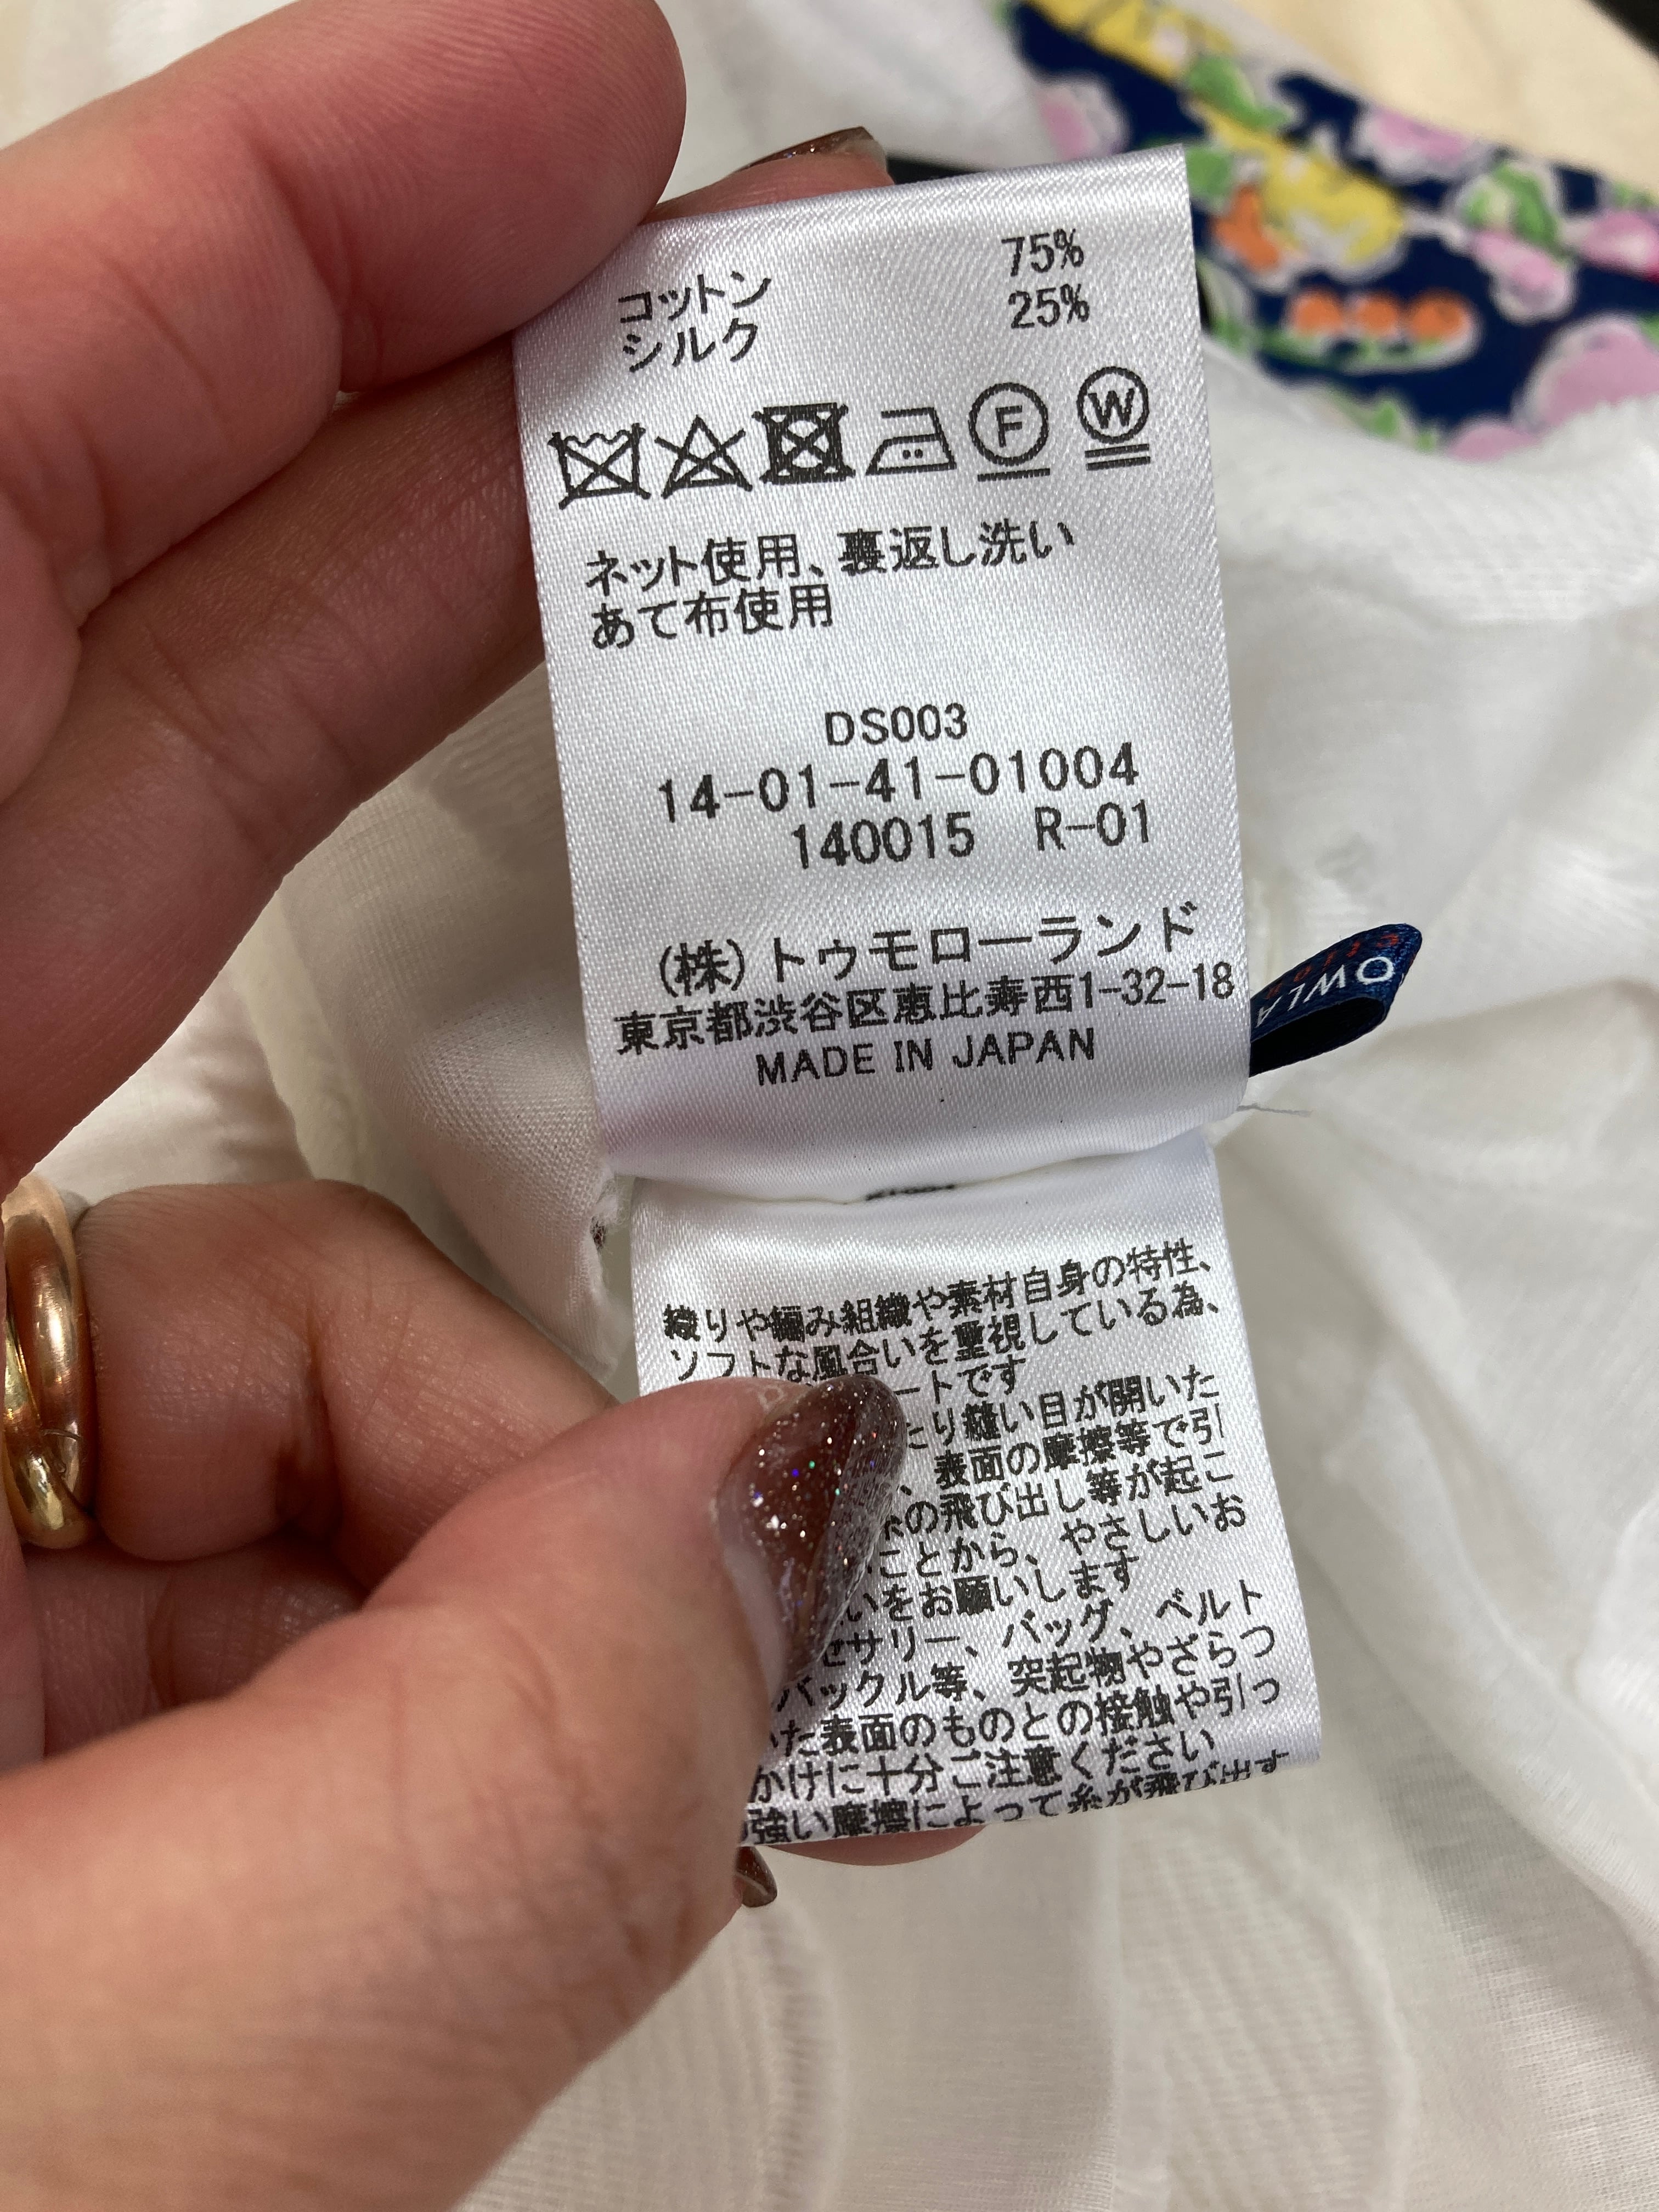 コットン 75%
シルク 25%
F W
ネット使用、裏返し洗い
あて布使用
DS003
14-01-41-01004
140015 R-01
(株)トゥモローランド
東京都渋谷区恵比寿西1-32-18
MADE IN JAPAN
OWLA
織りや編み組織や素材自身の特性、
ソフトな風合いを重視している為、
ートです
たり縫い目が開いた
、表面の摩擦等で引
の飛び出し等が起こ
ことから、やさしいお
いをお願いします
セサリー、バッグ、ベルト
バックル等、突起物やざらつ
いた表面のものとの接触や引っ
かけに十分ご注意ください
強い摩擦によって糸が飛び出す